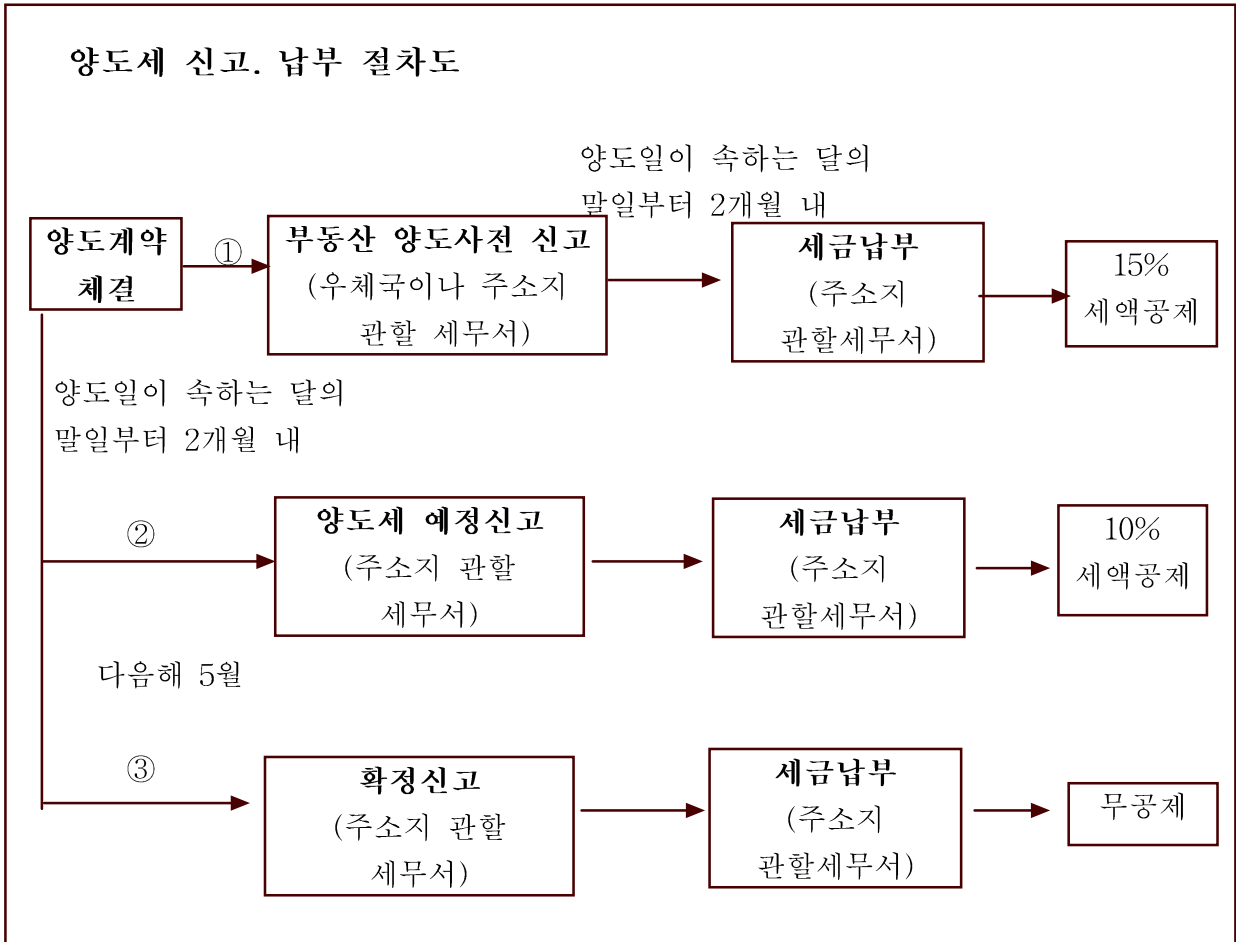 양도세 신고. 납부 절차도
양도일이 속하는 달의
말일부터 2개월 내
양도계약
체결
①
부동산 양도사전 신고
(우체국이나 주소지
관할 세무서)
세금납부
(주소지
관할세무서)
15%
세액공제
양도일이 속하는 달의
말일부터 2개월 내
②
양도세 예정신고
(주소지 관할
세무서)
세금납부
(주소지
관할세무서)
10%
세액공제
다음해 5월
③
확정신고
(주소지 관할
세무서)
세금납부
(주소지
관할세무서)
무공제